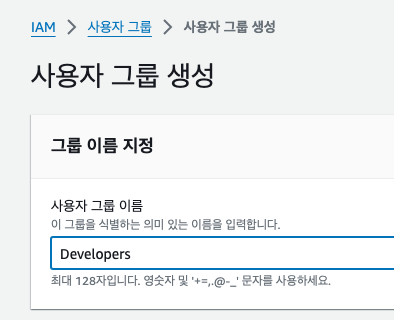 IAM > 사용자 그룹 > 사용자 그룹 생성
사용자 그룹 생성
그룹 이름 지정
사용자 그룹 이름
이 그룹을 식별하는 의미 있는 이름을 입력합니다.
Developers
최대 128자입니다. 영숫자 및 '+=,.@-_' 문자를 사용하세요.